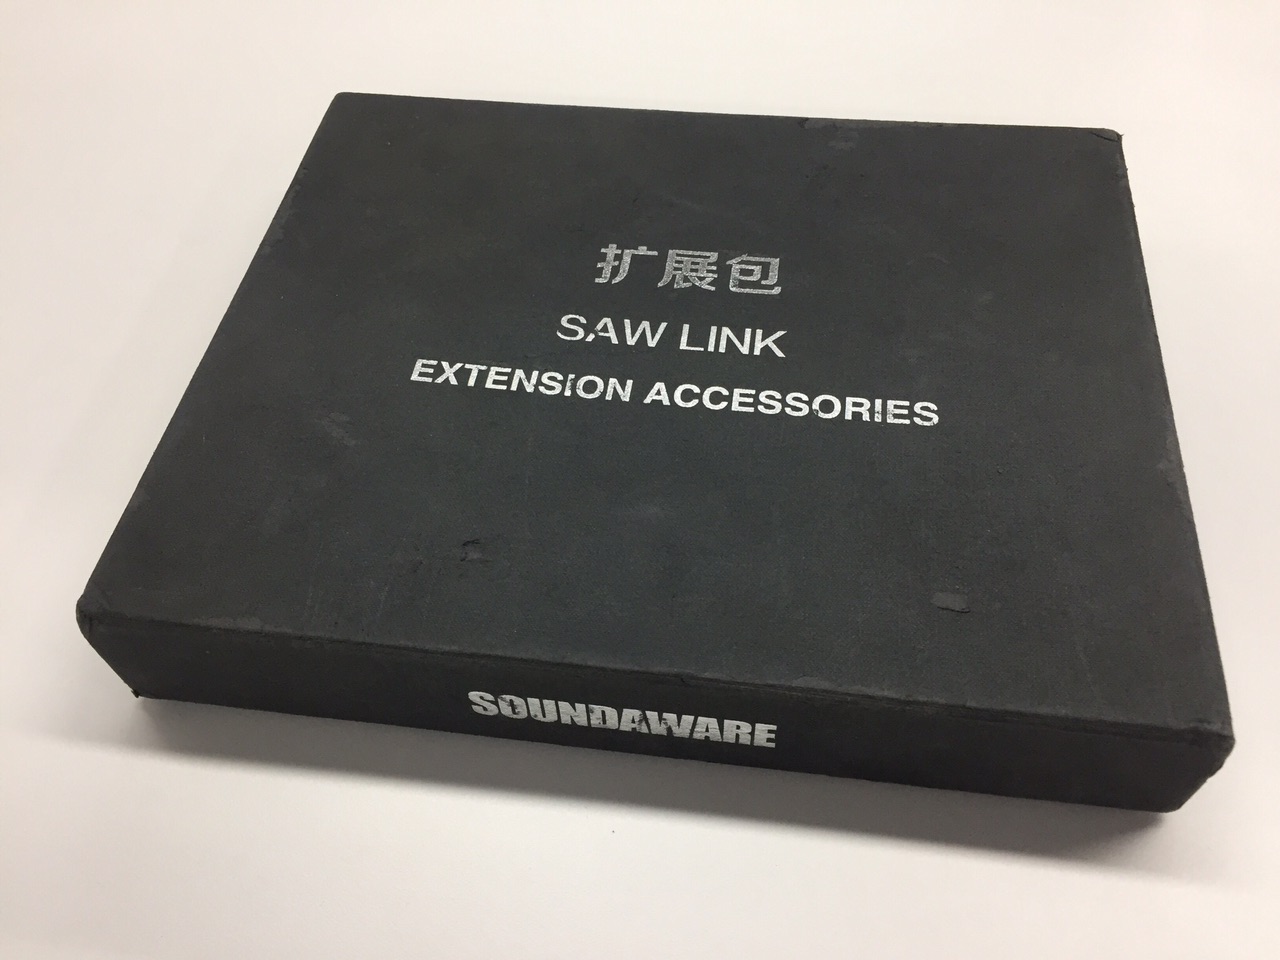 扩展包
SAW LINK
EXTENSION ACCESSORIES
SOUNDAWARE